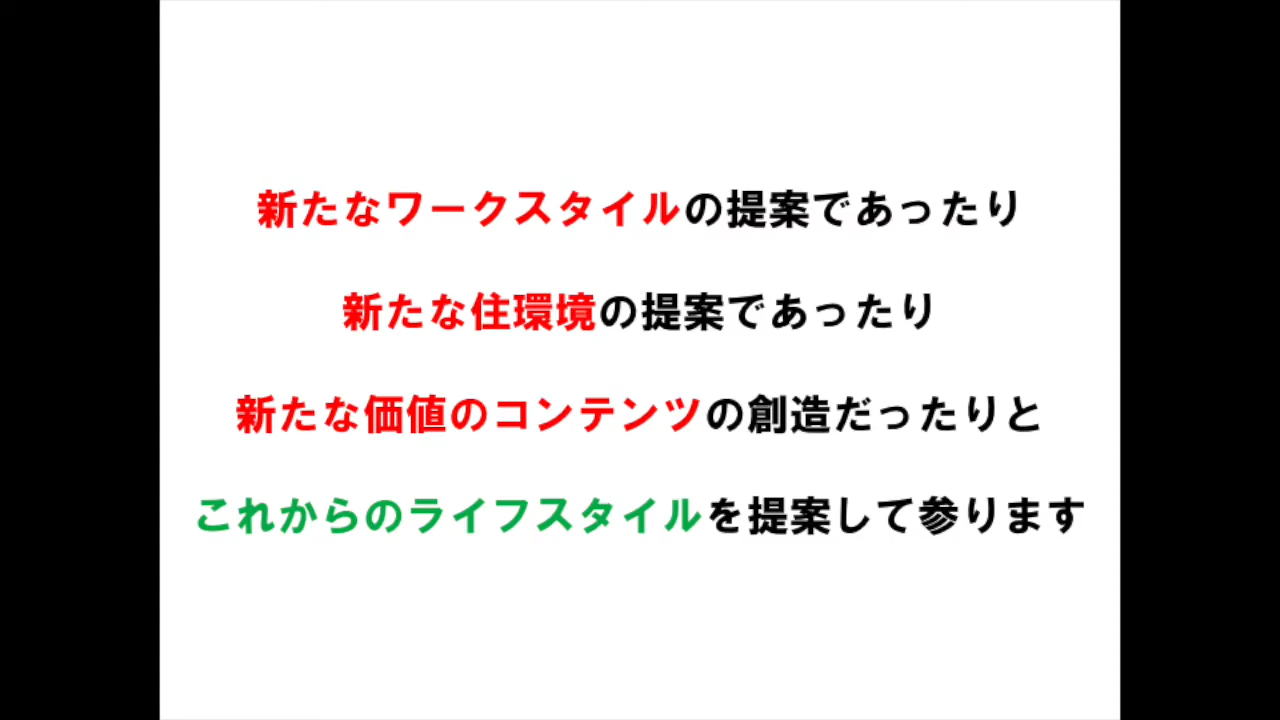 新たなワークスタイルの提案であったり
新たな住環境の提案であったり
新たな価値のコンテンツの創造だったりと
これからのライフスタイルを提案して参ります